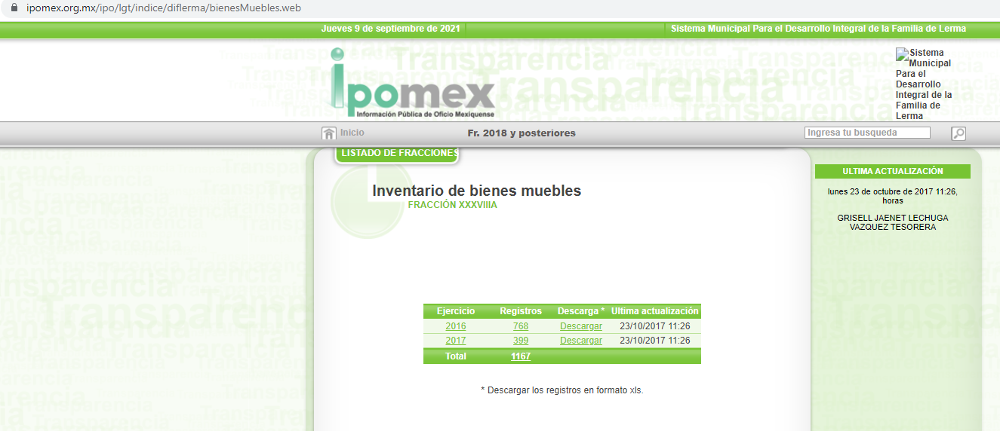 ipomex.org.mx/ipo/lgt/indice/diflerma/bienesMuebles.web
Jueves 9 de septiembre de 2021
Sistema Municipal Para el Desarrollo Integral de la Familia de Lerma
ipomex
Información Pública de Oficio Mexiquense
Transparencia
Sistema
Municipal
Para el
Desarrollo
Integral de la
Familia de
Lerma
Inicio
Fr. 2018 y posteriores
Ingresa tu busqueda
LISTADO DE FRACCIONES
Inventario de bienes muebles
FRACCIÓN XXXVIIIA
ULTIMA ACTUALIZACIÓN
lunes 23 de octubre de 2017 11:26,
horas
GRISELL JAENET LECHUGA
VAZQUEZ TESORERA
Ejercicio Registros Descarga * Ultima actualización
2016 768 Descargar 23/10/2017 11:26
2017 399 Descargar 23/10/2017 11:26
Total 1167
* Descargar los registros en formato xls.